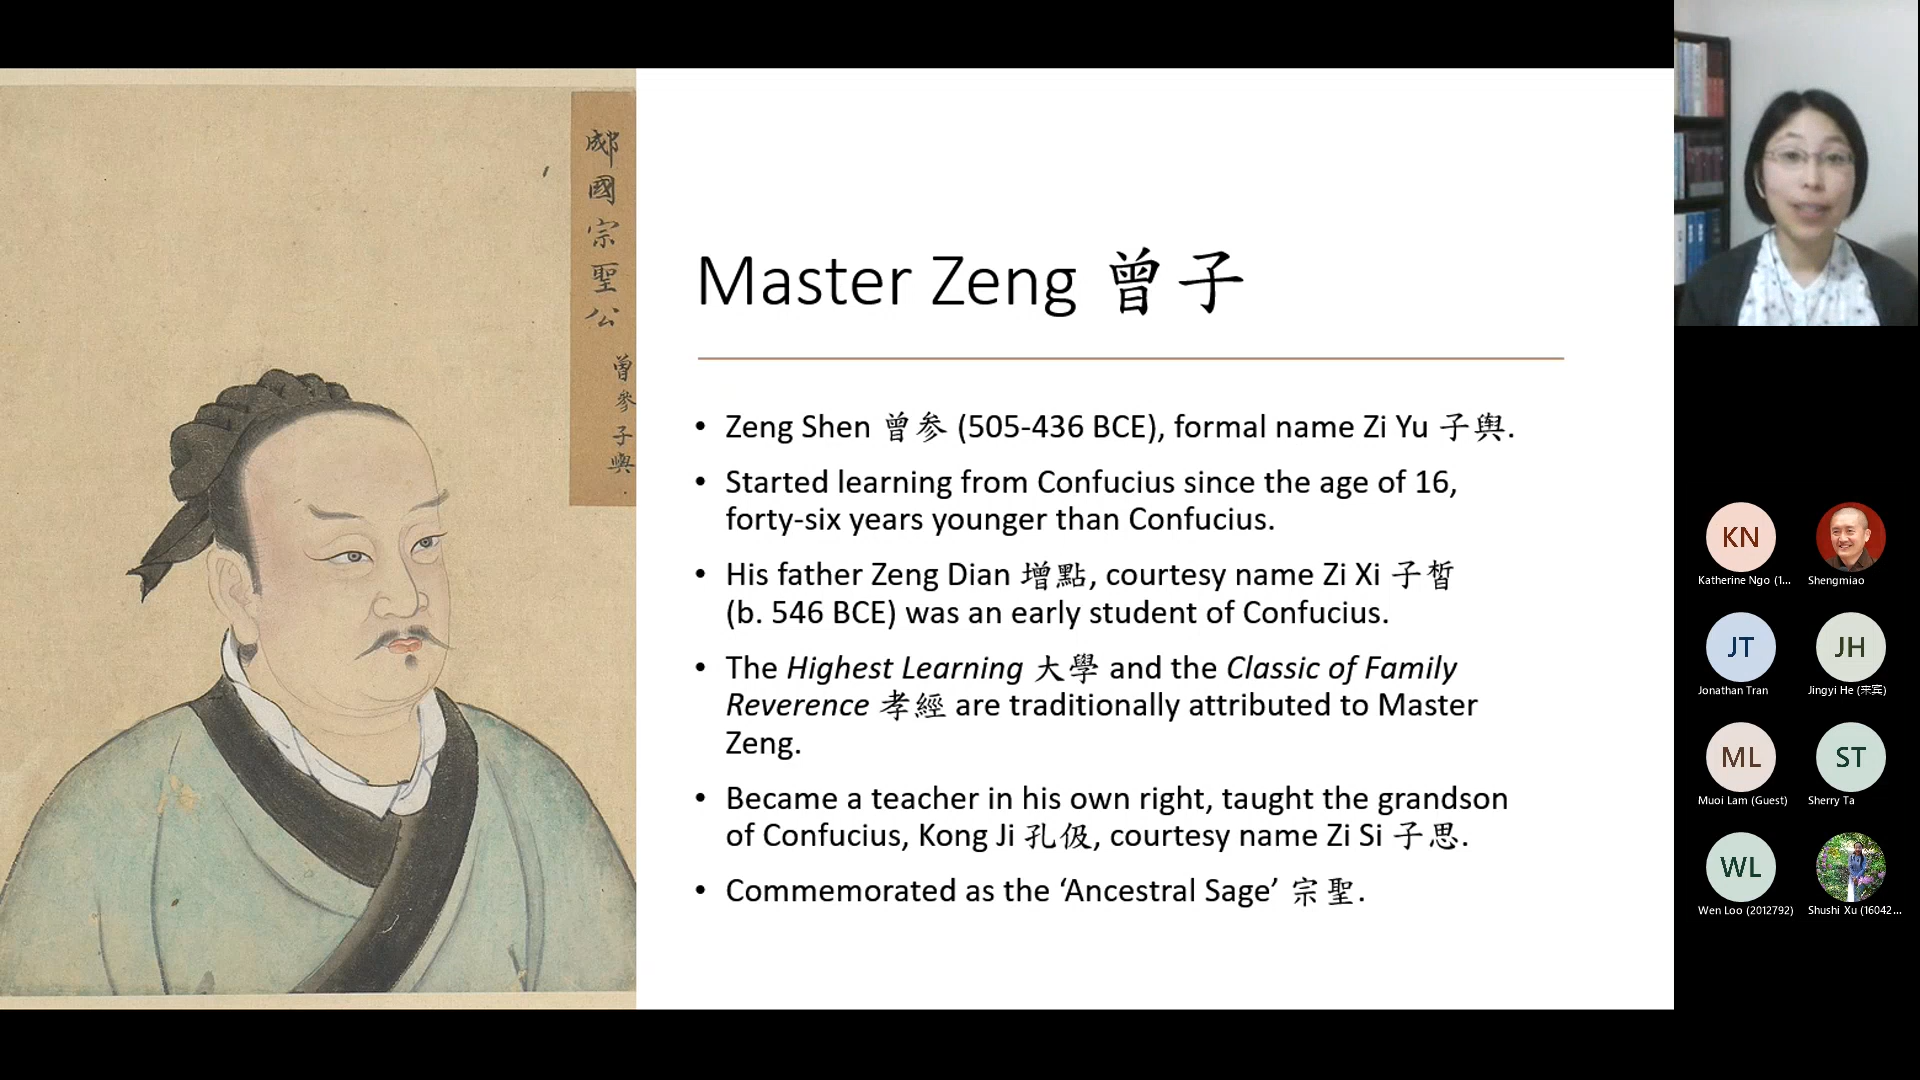 郕國宗聖公
曾參子輿
Master Zeng 曾子
• Zeng Shen 曾参 (505-436 BCE), formal name Zi Yu 子輿.
• Started learning from Confucius since the age of 16,
forty-six years younger than Confucius.
• His father Zeng Dian 增點, courtesy name Zi Xi 子皙
(b. 546 BCE) was an early student of Confucius.
• The Highest Learning 大學 and the Classic of Family
Reverence 孝經 are traditionally attributed to Master
Zeng.
• Became a teacher in his own right, taught the grandson
of Confucius, Kong Ji 孔伋, courtesy name Zi Si 子思.
• Commemorated as the ‘Ancestral Sage’ 宗聖.
KN
Katherine Ngo (1...
Shengmiao
JT
Jonathan Tran
JH
Jingyi He (来宾)
ML
Muoi Lam (Guest)
ST
Sherry Ta
WL
Wen Loo (2012792)
Shushi Xu (16042...